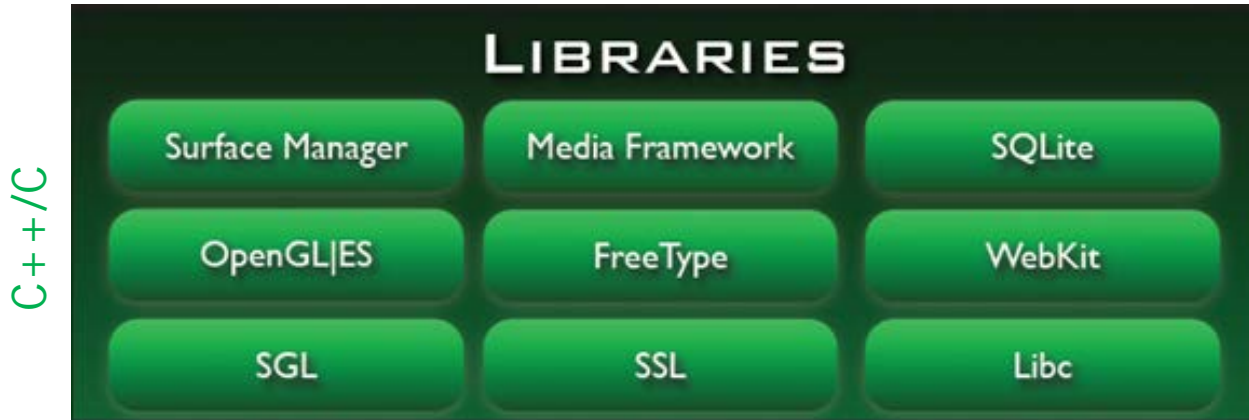 LIBRARIES
Surface Manager Media Framework SQLite
OpenGL|ES FreeType WebKit
SGL SSL Libc
C++/C